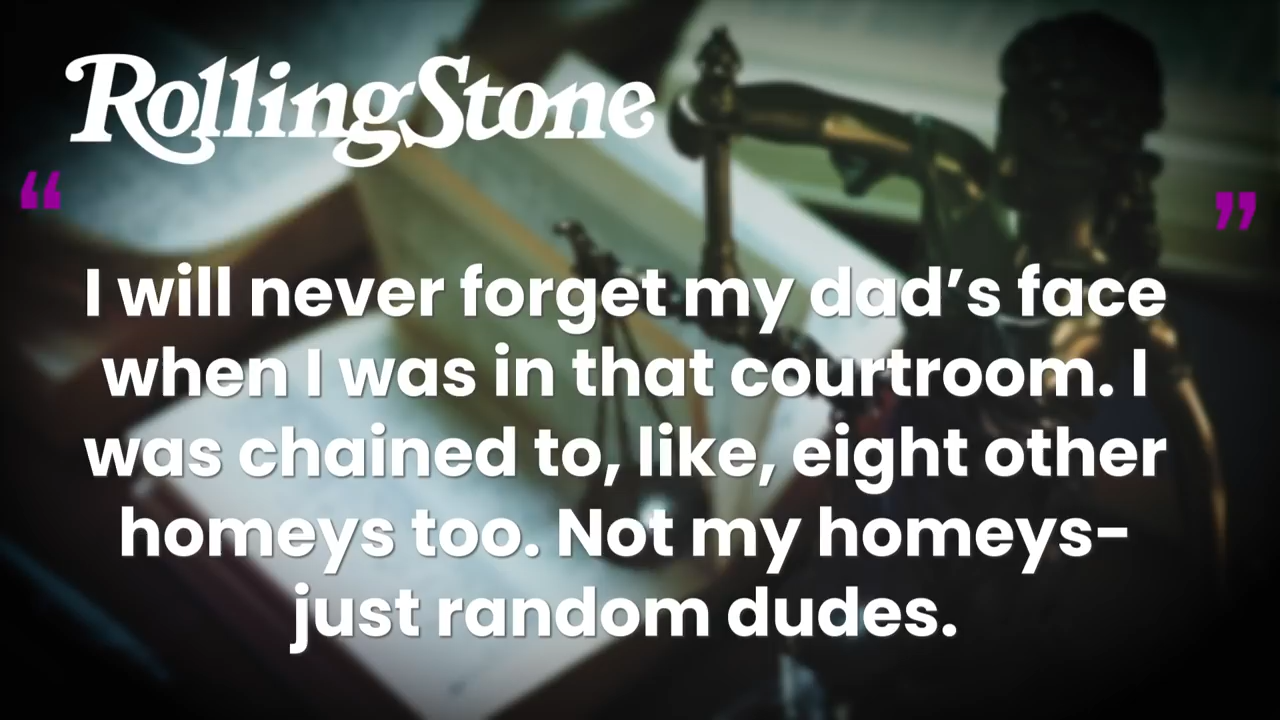 RollingStone
“ ”
I will never forget my dad’s face
when I was in that courtroom. I
was chained to, like, eight other
homeys too. Not my homeys-
just random dudes.